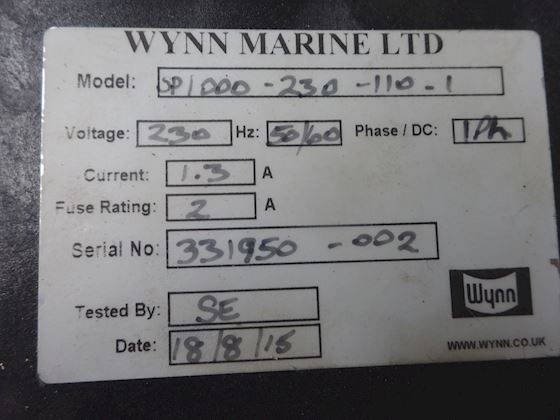 WYNN MARINE LTD
Model: SP1000-230-110-1
Voltage: 230 Hz: 50/60 Phase / DC: 1Ph
Current: 1.3 A
Fuse Rating: 2 A
Serial No: 331950-002
Tested By: SE
Date: 18/8/15
Wynn
WWW.WYNN.CO.UK